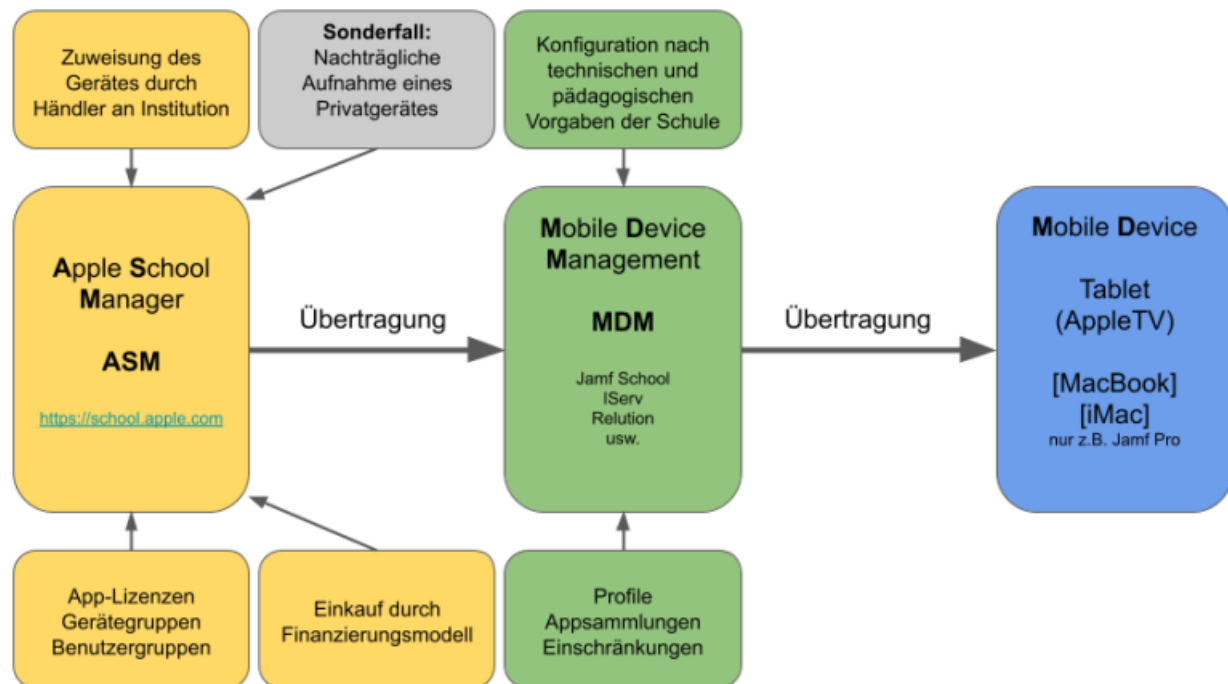 Zuweisung des
Gerätes durch
Händler an Institution
Sonderfall:
Nachträgliche
Aufnahme eines
Privatgerätes
Konfiguration nach
technischen und
pädagogischen
Vorgaben der Schule
Apple School
Manager
ASM
https://school.apple.com
Übertragung
Mobile Device
Management
MDM
Jamf School
IServ
Relution
usw.
Übertragung
Mobile Device
Tablet
(AppleTV)
[MacBook]
[iMac]
nur z.B. Jamf Pro
App-Lizenzen
Gerätegruppen
Benutzergruppen
Einkauf durch
Finanzierungsmodell
Profile
Appsammlungen
Einschränkungen